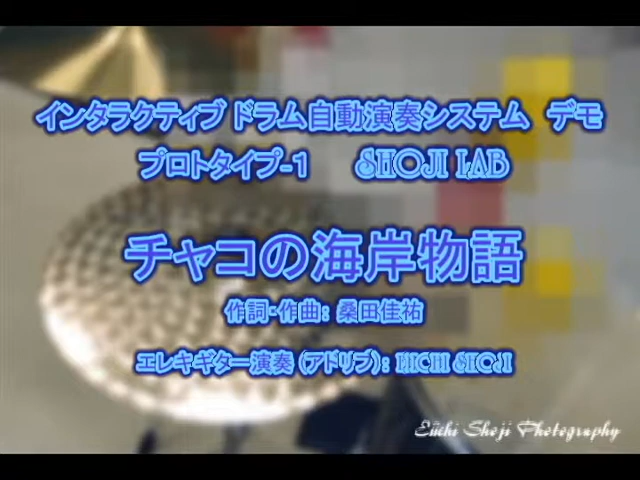 インタラクティブ ドラム自動演奏システム　デモ
プロトタイプ-1　SHOJI LAB
チャコの海岸物語
作詞・作曲： 桑田佳祐
エレキギター演奏 (アドリブ)： EIICHI SHOJI
Eiichi Shoji Photography